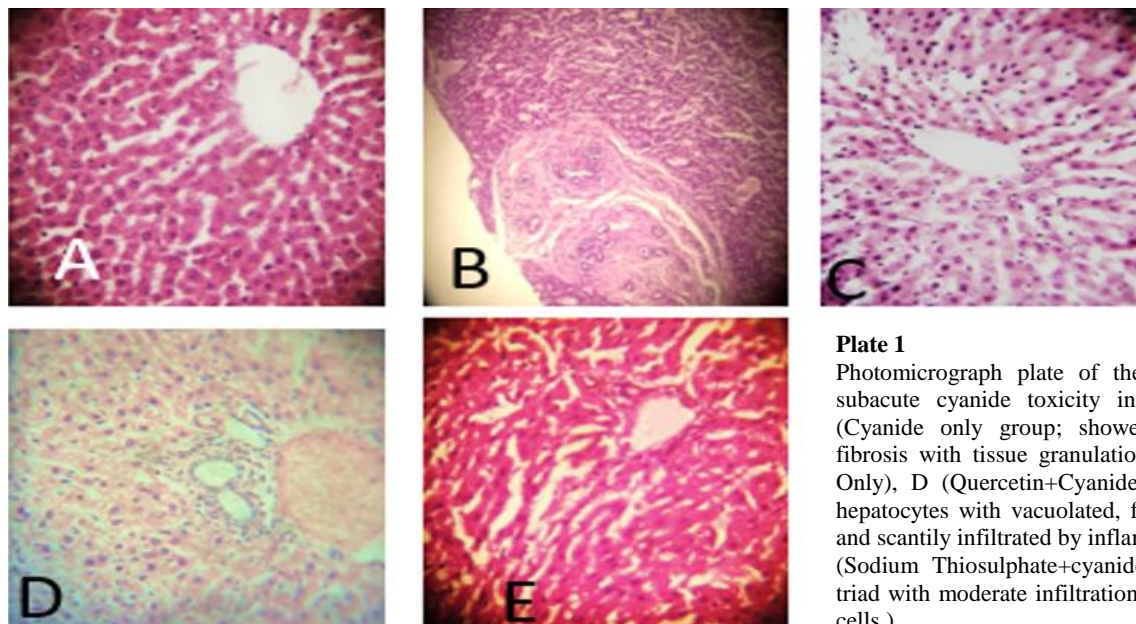 A
B
C
D
E
Plate 1
Photomicrograph plate of the
subacute cyanide toxicity in
(Cyanide only group; showe
fibrosis with tissue granulatio
Only), D (Quercetin+Cyanide
hepatocytes with vacuolated, f
and scantily infiltrated by inflar
(Sodium Thiosulphate+cyanide
triad with moderate infiltration
cells.)